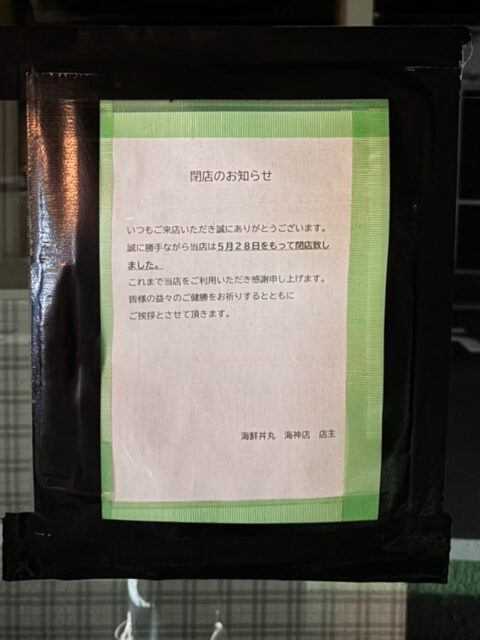 閉店のお知らせ
いつもご来店いただき誠にありがとうございます。
誠に勝手ながら当店は５月２８日をもって閉店致し
ました。
これまで当店をご利用いただき感謝申し上げます。
皆様の益々のご健勝をお祈りするとともに
ご挨拶とさせて頂きます。
海鮮丼丸　海神店　店主